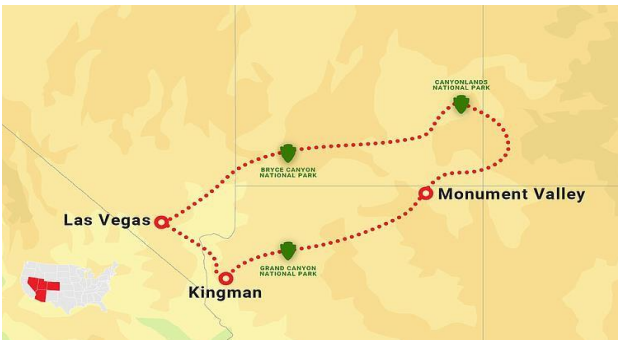 CANYONLANDS
NATIONAL PARK
BRYCE CANYON
NATIONAL PARK
Monument Valley
Las Vegas
GRAND CANYON
NATIONAL PARK
Kingman